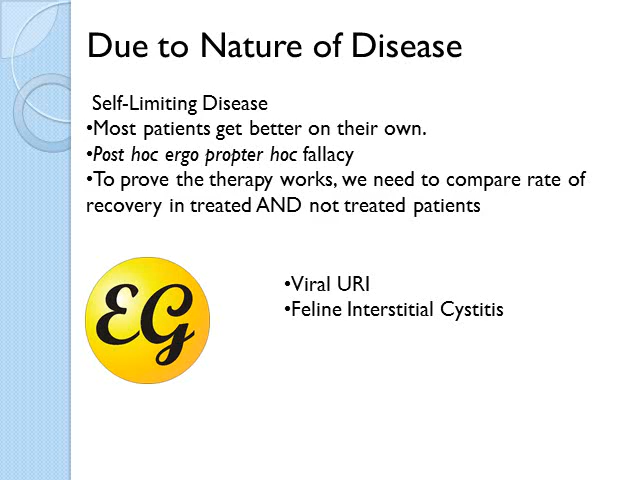 Due to Nature of Disease
Self-Limiting Disease
•Most patients get better on their own.
•Post hoc ergo propter hoc fallacy
•To prove the therapy works, we need to compare rate of
recovery in treated AND not treated patients
EG
•Viral URI
•Feline Interstitial Cystitis